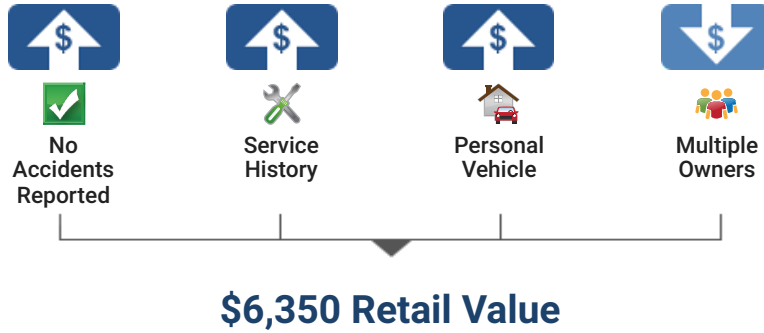 $ $ $ $
No
Accidents
Reported
Service
History
Personal
Vehicle
Multiple
Owners
$6,350 Retail Value